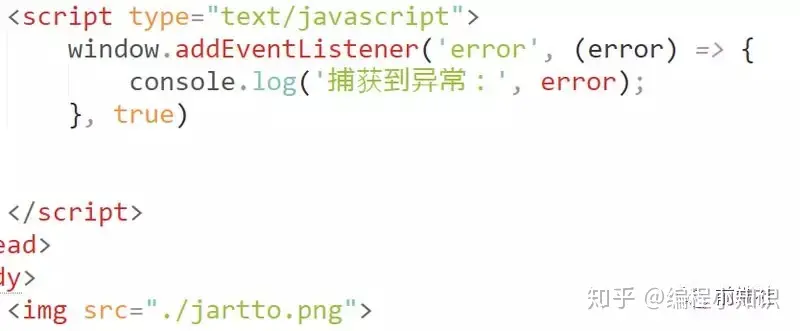 <script type="text/javascript">
window.addEventListener('error', (error) => {
console.log('捕获到异常：', error);
}, true)
</script>
ead>
dy>
<img src="./jartto.png">
知乎 @编程小知识